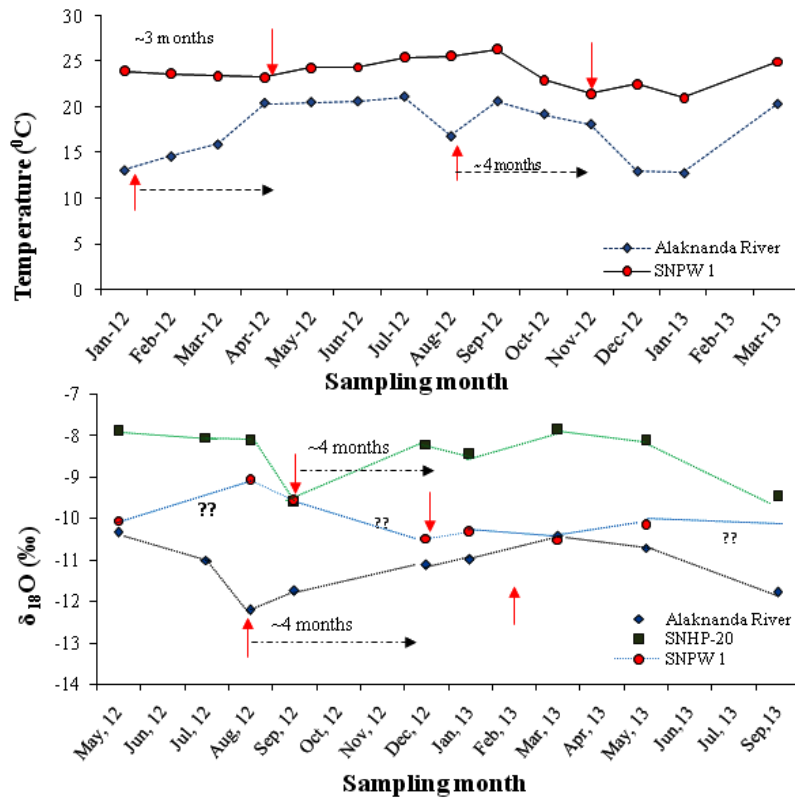 30
~3 months
25
20
15
~4 months
10
5
0
Temperature (⁰C)
Alaknanda River
SNPW 1
Jan-12
Feb-12
Mar-12
Apr-12
May-12
Jun-12
Jul-12
Aug-12
Sep-12
Oct-12
Nov-12
Dec-12
Jan-13
Feb-13
Mar-13
Sampling month
-7
-8
~4 months
-9
??
??
-10
??
-11
-12
~4 months
-13
-14
δ₁₈O (‰)
Alaknanda River
SNHP-20
SNPW 1
May, 12
Jun, 12
Jul, 12
Aug, 12
Sep, 12
Oct, 12
Nov, 12
Dec, 12
Jan, 13
Feb, 13
Mar, 13
Apr, 13
May, 13
Jun, 13
Jul, 13
Sep,13
Sampling month